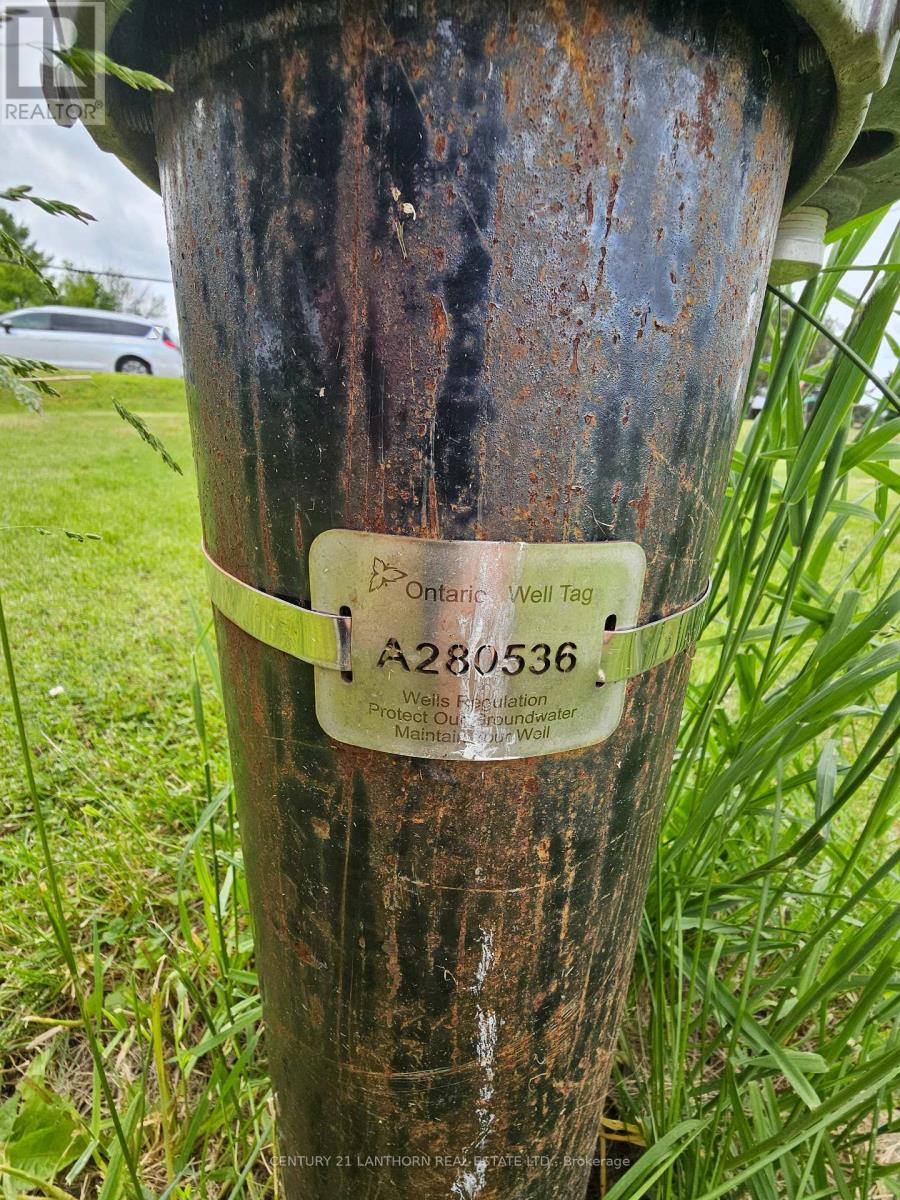 REALTOR®
Ontario Well Tag
A280536
Wells Regulation
Protect Our Groundwater
Maintain Your Well
CENTURY 21 LANTHORN REAL ESTATE LTD., Brokerage